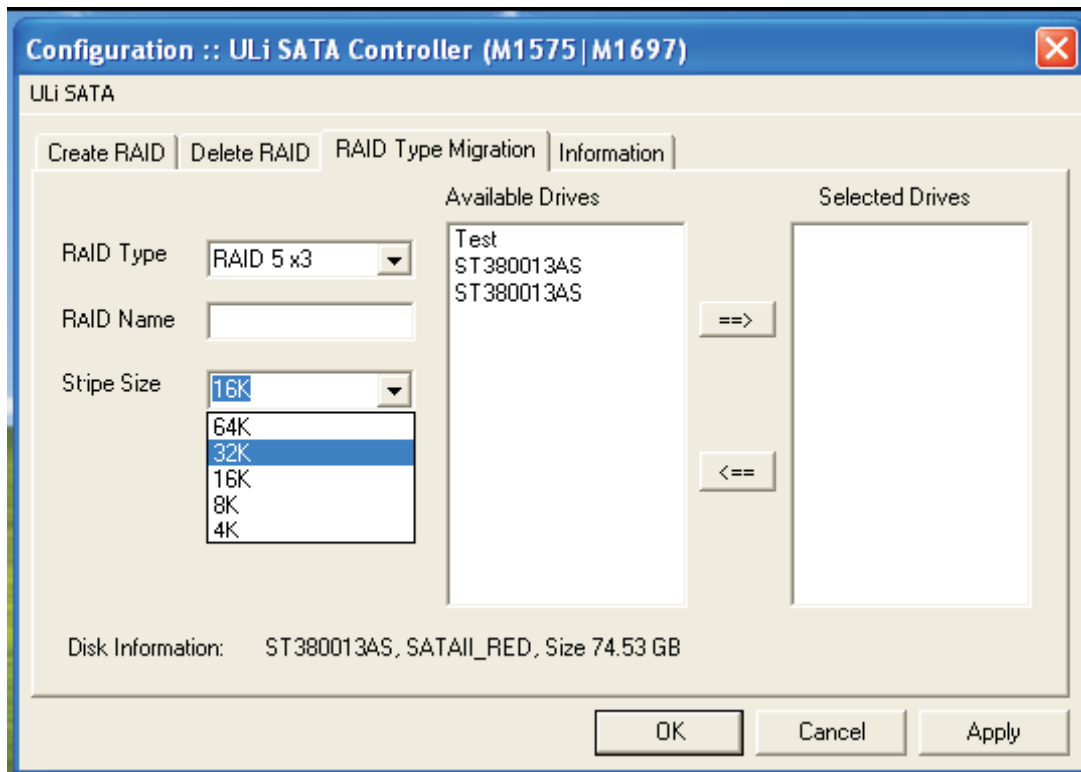 Configuration :: ULi SATA Controller (M1575|M1697)
ULi SATA
Create RAID
Delete RAID
RAID Type Migration
Information
Available Drives
Selected Drives
RAID Type
RAID 5 x3
RAID Name
Stipe Size
16K
64K
32K
16K
8K
4K
Test
ST380013AS
ST380013AS
==>
<==
Disk Information: ST380013AS, SATAII_RED, Size 74.53 GB
OK
Cancel
Apply